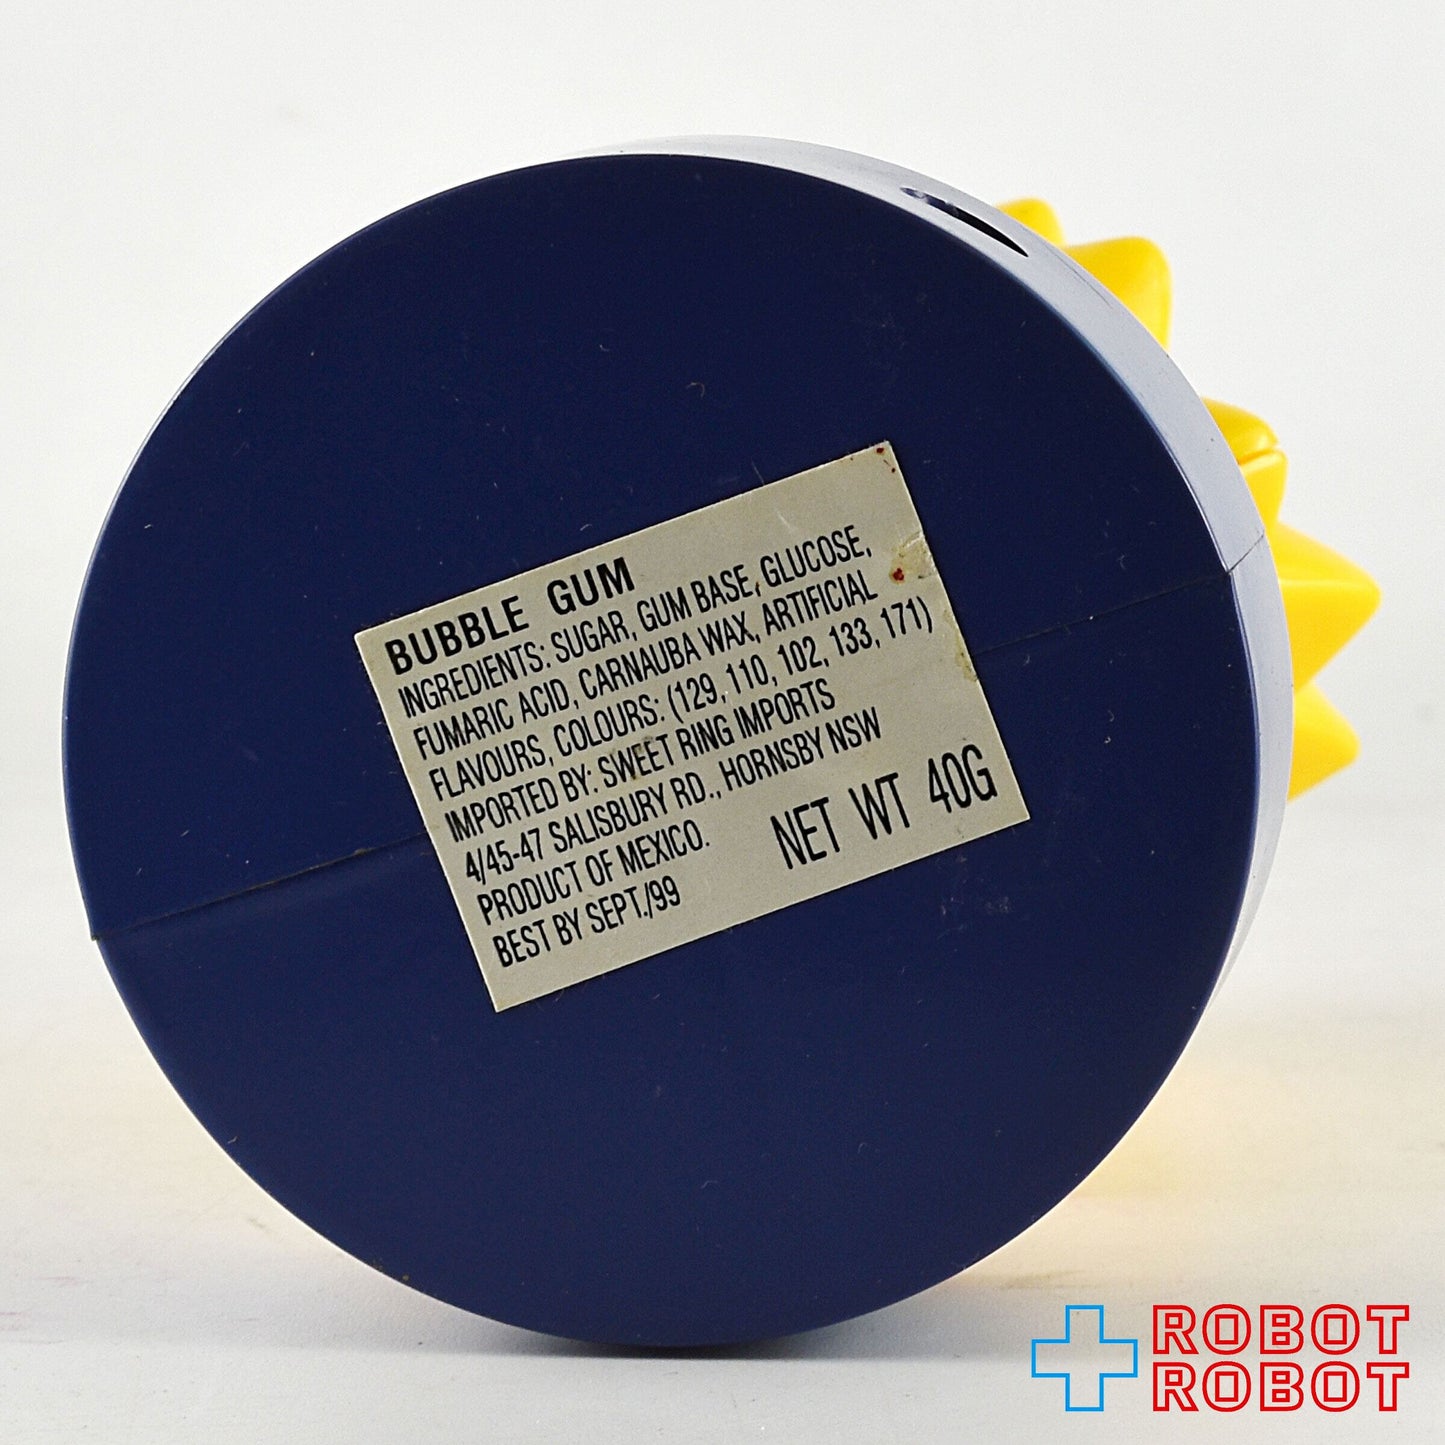 BUBBLE GUM
INGREDIENTS: SUGAR, GUM BASE, GLUCOSE,
FUMARIC ACID, CARNAUBA WAX, ARTIFICIAL
FLAVOURS, COLOURS: (129, 110, 102, 133, 171)
IMPORTED BY: SWEET RING IMPORTS
4/45-47 SALISBURY RD., HORNSBY NSW
PRODUCT OF MEXICO.
BEST BY SEPT./99
NET WT 40G
ROBOT
ROBOT